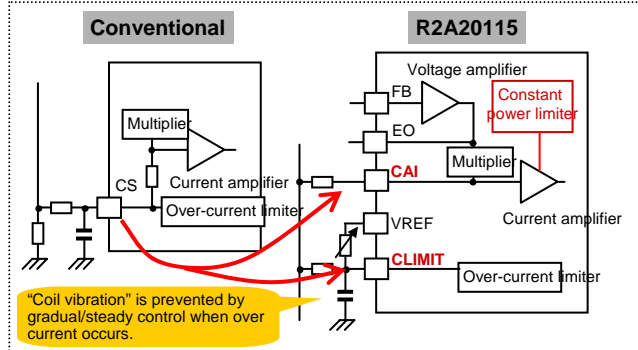 Conventional
R2A20115
Multiplier
CS
Current amplifier
Over-current limiter
Voltage amplifier
FB
Constant
power limiter
EO
Multiplier
CAI
Current amplifier
VREF
CLIMIT
Over-current limiter
“Coil vibration” is prevented by
gradual/steady control when over
current occurs.